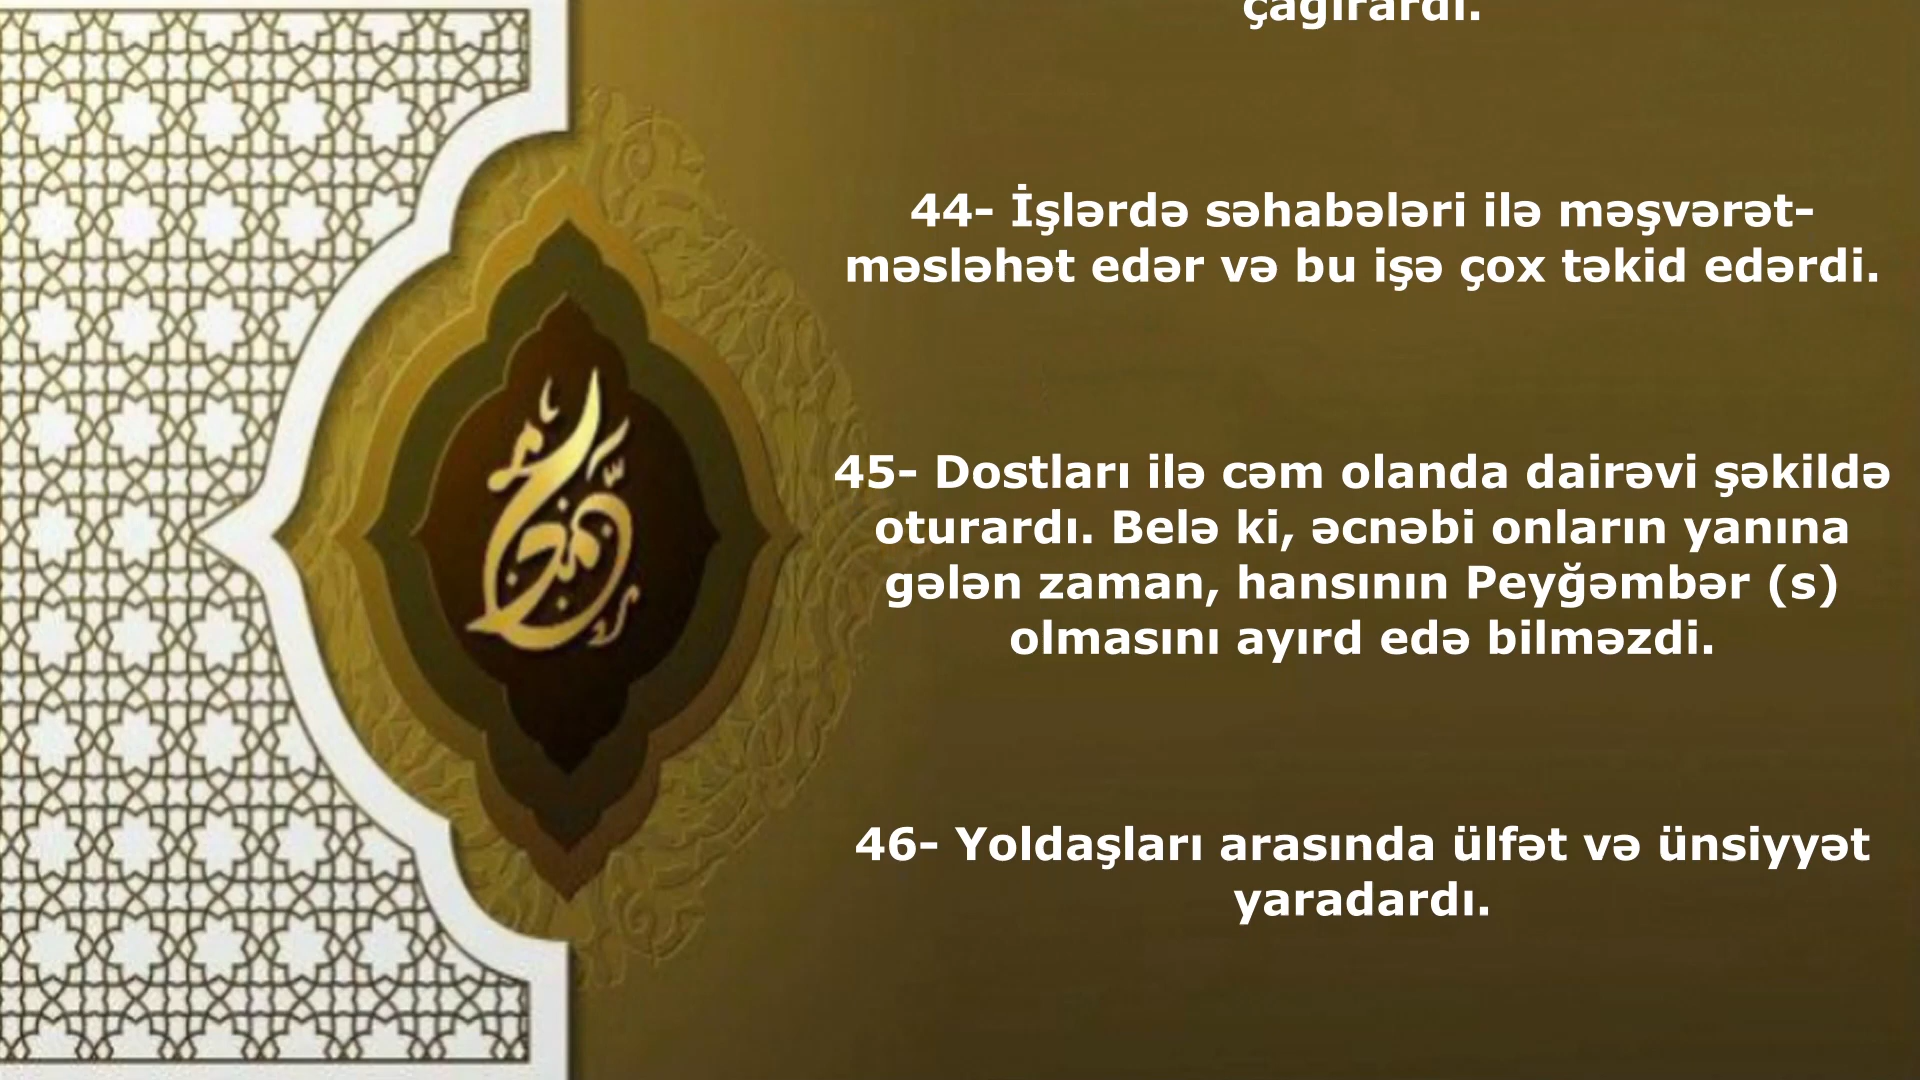 çağırardı.
44- İşlərdə səhabələri ilə məşvərət-
məsləhət edər və bu işə çox təkid edərdi.
45- Dostları ilə cəm olanda dairəvi şəkildə
oturardı. Belə ki, əcnəbi onların yanına
gələn zaman, hansının Peyğəmbər (s)
olmasını ayırd edə bilməzdi.
46- Yoldaşları arasında ülfət və ünsiyyət
yaradardı.